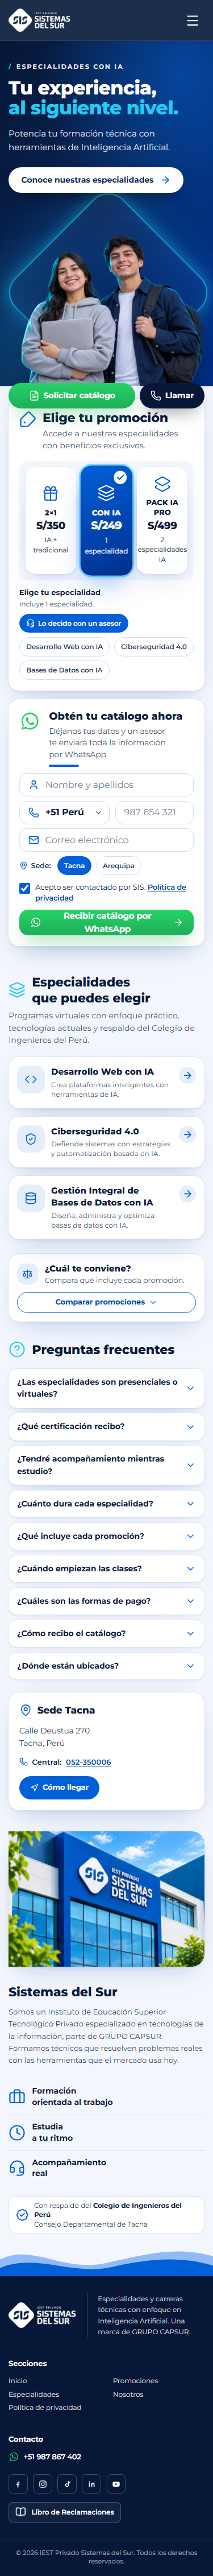 IEST PRIVADO
SISTEMAS
DEL SUR
/ ESPECIALIDADES CON IA
Tu experiencia,
al siguiente nivel.
Potencia tu formación técnica con
herramientas de Inteligencia Artificial.
Conoce nuestras especialidades
Solicitar catálogo
Llamar
Elige tu promoción
Accede a nuestras especialidades
con beneficios exclusivos.
2×1
S/350
IA +
tradicional
CON IA
S/249
1
especialidad
PACK IA
PRO
S/499
2
especialidades
IA
Elige tu especialidad
Incluye 1 especialidad.
Lo decido con un asesor
Desarrollo Web con IA
Ciberseguridad 4.0
Bases de Datos con IA
Obtén tu catálogo ahora
Déjanos tus datos y un asesor
te enviará toda la información
por WhatsApp.
Nombre y apellidos
+51 Perú
987 654 321
Correo electrónico
Sede:
Tacna
Arequipa
Acepto ser contactado por SIS. Política de
privacidad
Recibir catálogo por
WhatsApp
Especialidades
que puedes elegir
Programas virtuales con enfoque práctico,
tecnologías actuales y respaldo del Colegio de
Ingenieros del Perú.
Desarrollo Web con IA
Crea plataformas inteligentes con
herramientas de IA.
Ciberseguridad 4.0
Defiende sistemas con estrategias
y automatización basada en IA.
Gestión Integral de
Bases de Datos con IA
Diseña, administra y optimiza
bases de datos con IA.
¿Cuál te conviene?
Compara qué incluye cada promoción.
Comparar promociones
Preguntas frecuentes
¿Las especialidades son presenciales o
virtuales?
¿Qué certificación recibo?
¿Tendré acompañamiento mientras
estudio?
¿Cuánto dura cada especialidad?
¿Qué incluye cada promoción?
¿Cuándo empiezan las clases?
¿Cuáles son las formas de pago?
¿Cómo recibo el catálogo?
¿Dónde están ubicados?
Sede Tacna
Calle Deustua 270
Tacna, Perú
Central: 052-350006
Cómo llegar
SIS
IEST PRIVADO
SISTEMAS
DEL SUR
Sistemas del Sur
Somos un Instituto de Educación Superior
Tecnológico Privado especializado en tecnologías de
la información, parte de GRUPO CAPSUR.
Formamos técnicos que resuelven problemas reales
con las herramientas que el mercado usa hoy.
Formación
orientada al trabajo
Estudia
a tu ritmo
Acompañamiento
real
Con respaldo del Colegio de Ingenieros del
Perú
Consejo Departamental de Tacna
SIS
IEST PRIVADO
SISTEMAS
DEL SUR
Especialidades y carreras
técnicas con enfoque en
Inteligencia Artificial. Una
marca de GRUPO CAPSUR.
Secciones
Inicio
Promociones
Especialidades
Nosotros
Política de privacidad
Contacto
+51 987 867 402
Libro de Reclamaciones
© 2026 IEST Privado Sistemas del Sur. Todos los derechos
reservados.